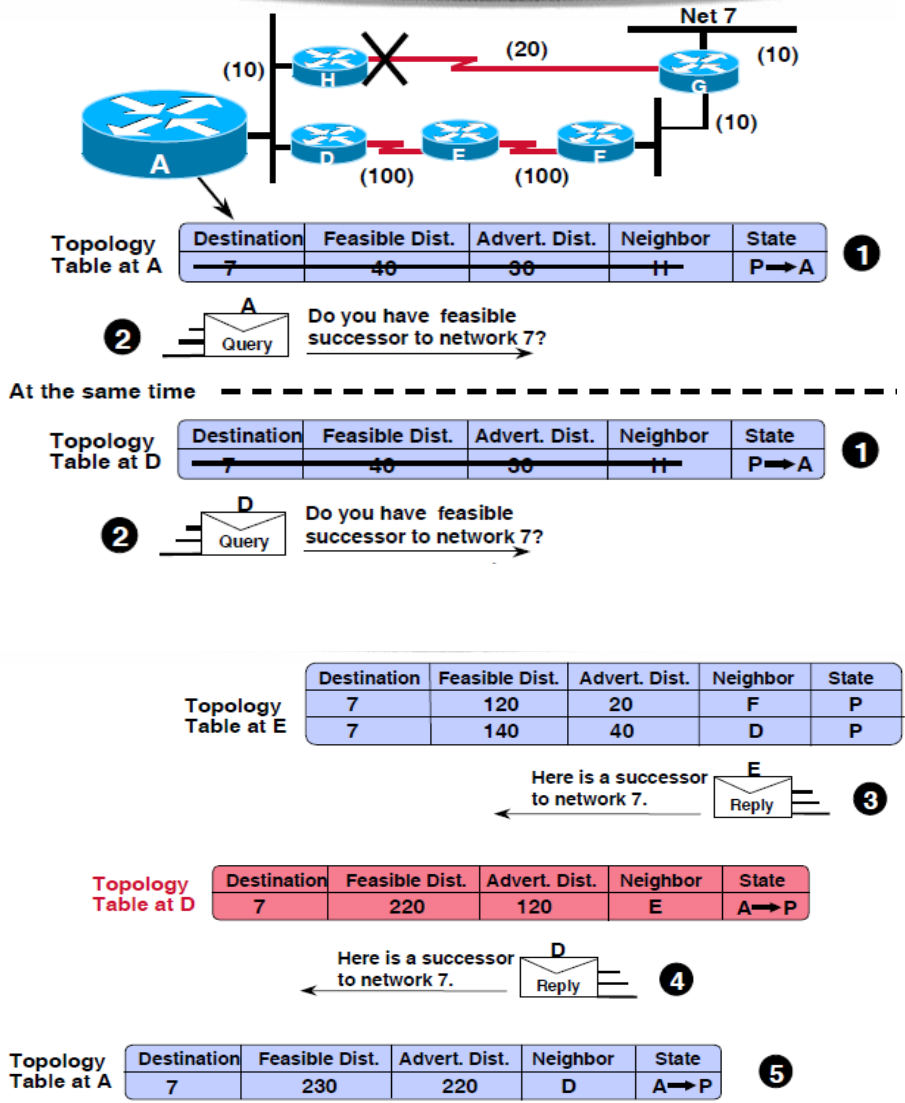 Net 7
(20)
(10)
(10)
H
G
(10)
A
D
E
F
(100)
(100)
Topology
Table at A
Destination Feasible Dist. Advert. Dist. Neighbor State
7 40 30 H P→A
1
2
A
Query
Do you have feasible
successor to network 7?
At the same time
Topology
Table at D
Destination Feasible Dist. Advert. Dist. Neighbor State
7 40 30 H P→A
1
2
D
Query
Do you have feasible
successor to network 7?
Topology
Table at E
Destination Feasible Dist. Advert. Dist. Neighbor State
7 120 20 F P
7 140 40 D P
Here is a successor
to network 7.
E
Reply
3
Topology
Table at D
Destination Feasible Dist. Advert. Dist. Neighbor State
7 220 120 E A→P
Here is a successor
to network 7.
D
Reply
4
Topology
Table at A
Destination Feasible Dist. Advert. Dist. Neighbor State
7 230 220 D A→P
5